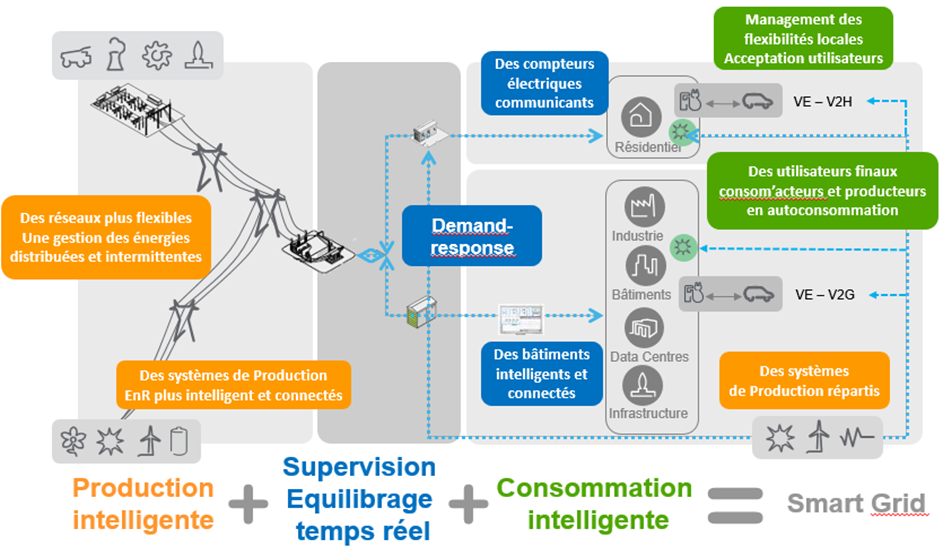 Management des
flexibilités locales
Acceptation utilisateurs
Des compteurs
électriques
communicants
VE – V2H
Résidentiel
Des utilisateurs finaux
consom’acteurs et producteurs
en autoconsommation
Des réseaux plus flexibles
Une gestion des énergies
distribuées et intermittentes
Demand-
response
Industrie
Bâtiments
VE – V2G
Data Centres
Infrastructure
Des bâtiments
intelligents et
connectés
Des systèmes de Production
EnR plus intelligent et connectés
Des systèmes
de Production répartis
Production
intelligente
+
Supervision
Equilibrage
temps réel
+
Consommation
intelligente
=
Smart Grid